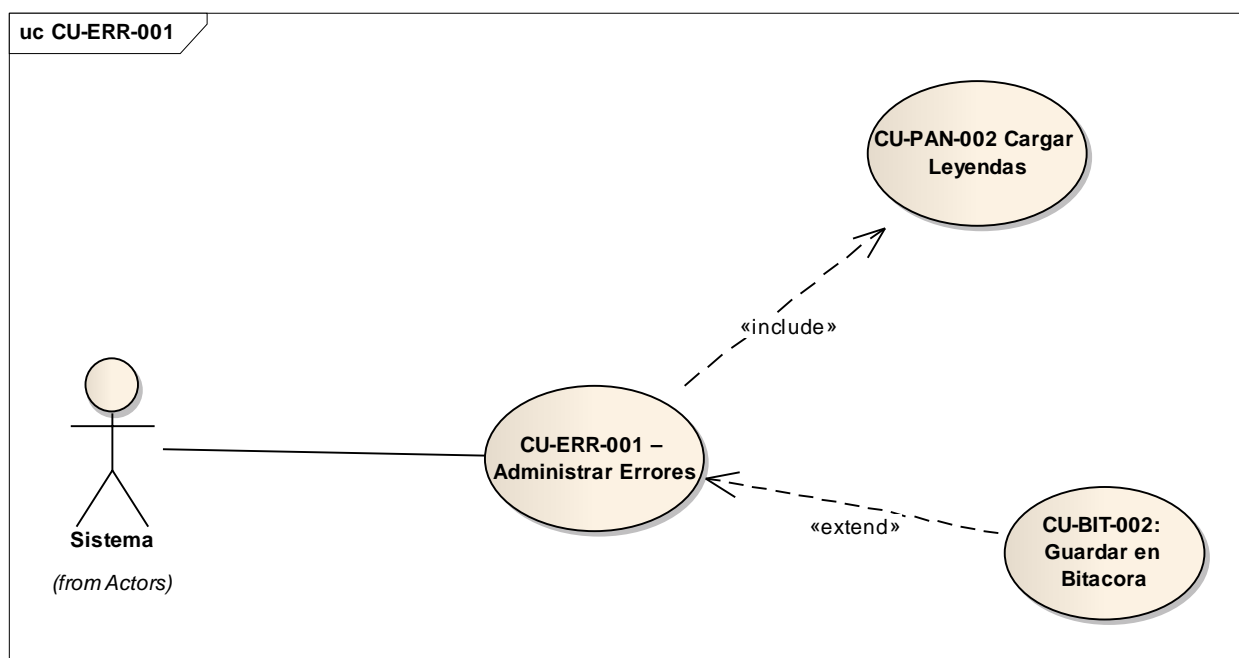 uc CU-ERR-001
CU-PAN-002 Cargar
Leyendas
«include»
CU-ERR-001 –
Administrar Errores
«extend»
CU-BIT-002:
Guardar en
Bitacora
Sistema
(from Actors)